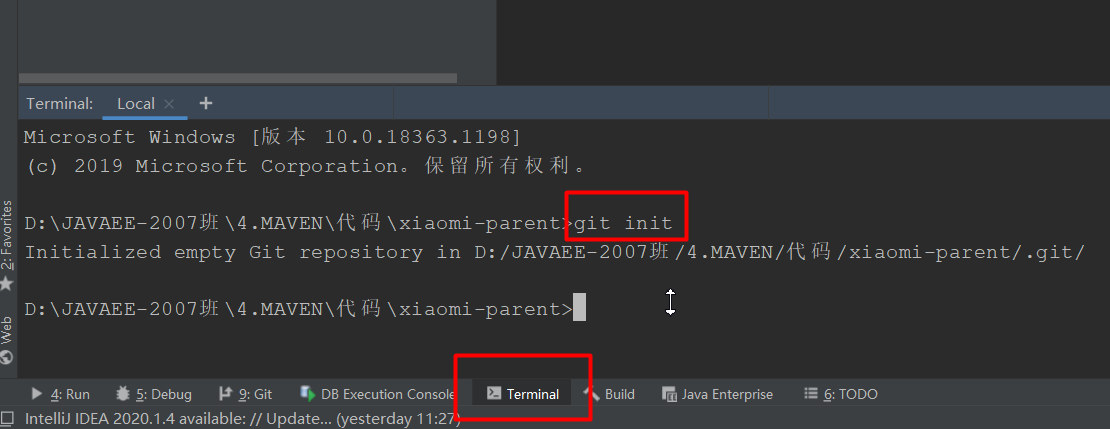 Terminal: Local × +
Microsoft Windows [版本 10.0.18363.1198]
(c) 2019 Microsoft Corporation。保留所有权利。
D:\JAVAEE-2007班\4.MAVEN\代码\xiaomi-parent>git init
Initialized empty Git repository in D:/JAVAEE-2007班/4.MAVEN/代码/xiaomi-parent/.git/
D:\JAVAEE-2007班\4.MAVEN\代码\xiaomi-parent>
2: Favorites
Web
4: Run 5: Debug 9: Git DB Execution Console Terminal Build Java Enterprise 6: TODO
IntelliJ IDEA 2020.1.4 available: // Update... (yesterday 11:27)